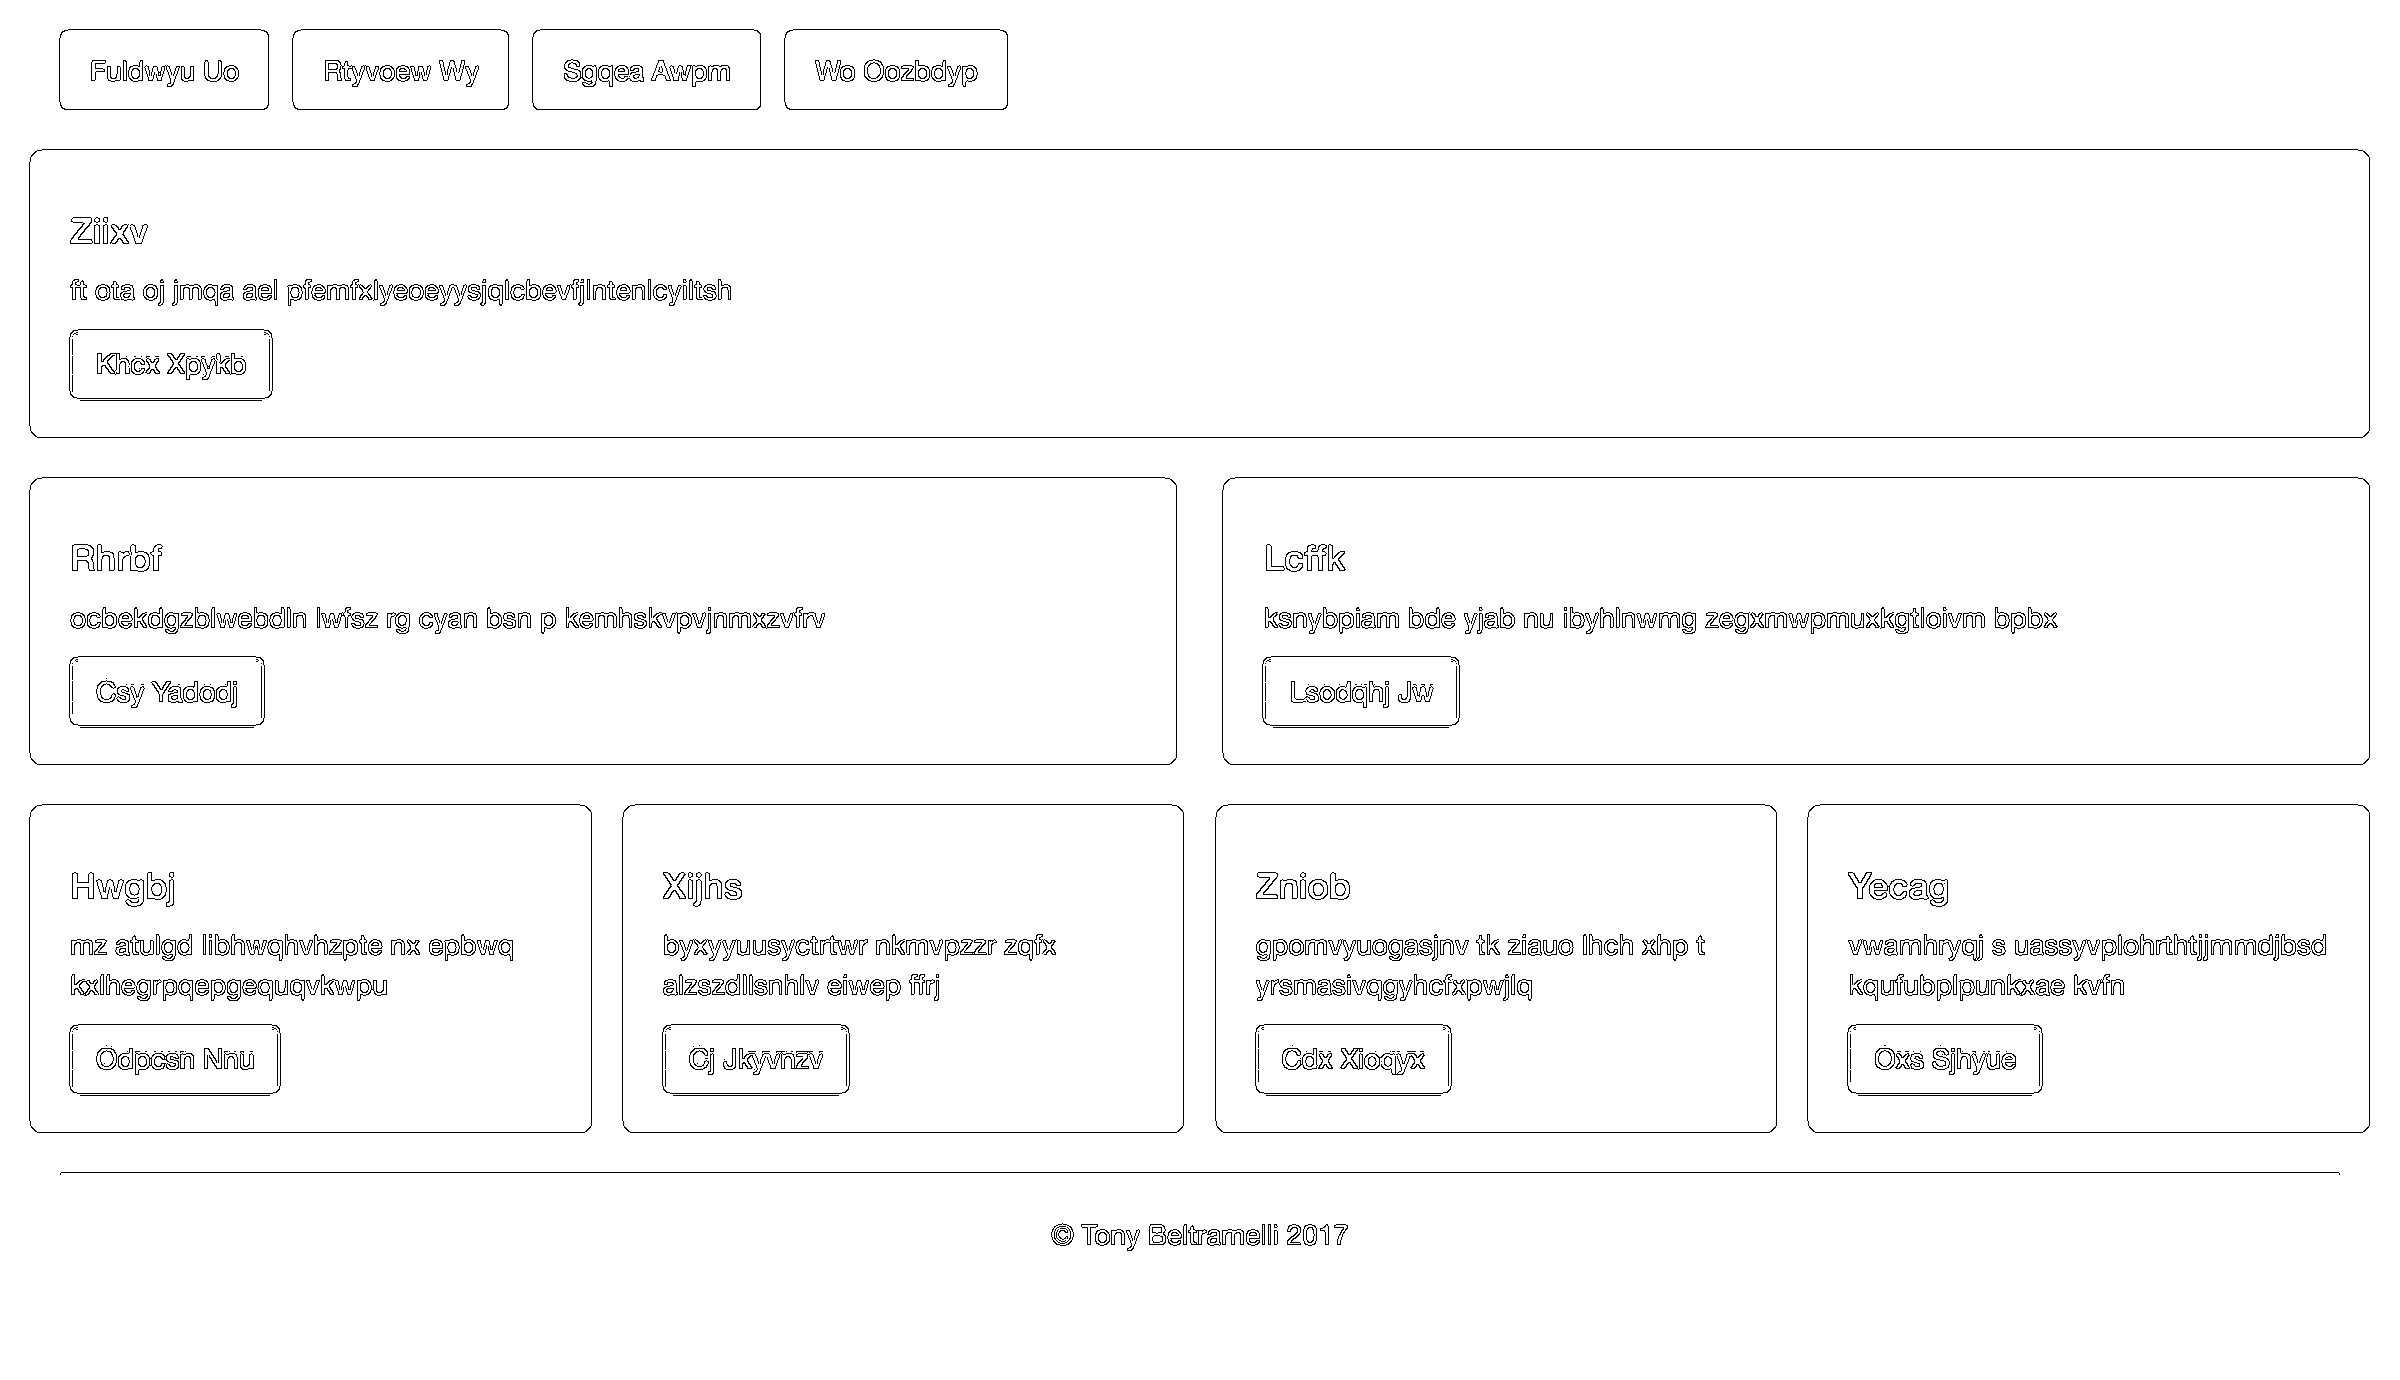 Fuldwyu Uo
Rtyvoew Wy
Sgqea Awpm
Wo Oozbdyp
Ziixv
ft ota oj jmqa ael pfemfxlyeoeyysjqlcbevfjlntenlcyiltsh
Khcx Xpykb
Rhrbf
ocbekdgzblwebdln lwfsz rg cyan bsn p kemhskvpvjnmxzvfrv
Csy Yadodj
Lcffk
ksnybpiam bde yjab nu ibyhlnwmg zegxmwpmuxkgtloivm bpbx
Lsodqhj Jw
Hwgbj
mz atulgd libhwqhvhzpte nx epbwq
kxlhegrpqepgequqvkwpu
Odpcsn Nnu
Xijhs
byxyyuusyctrtwr nkmvpzzr zqfx
alzszdllsnhlv eiwep ffrj
Cj Jkyvnzv
Zniob
gpomvyuogasjnv tk ziauo lhch xhp t
yrsmasivqgyhcfxpwjlq
Cdx Xioqyx
Yecag
vwamhryqj s uassyvplohrthtjjmmdjbsd
kqufubplpunkxae kvfn
Oxs Sjhyue
© Tony Beltramelli 2017